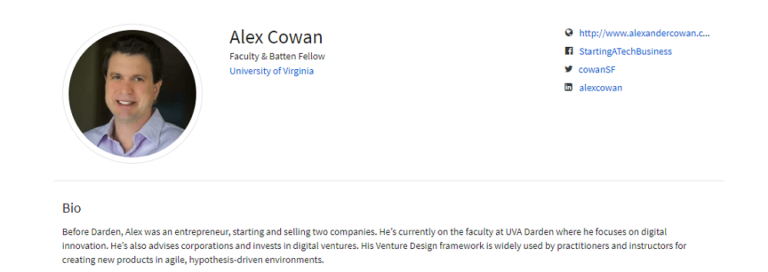 Alex Cowan
Faculty & Batten Fellow
University of Virginia
http://www.alexandercowan.c...
StartingATechBusiness
cowanSF
alexcowan
Bio
Before Darden, Alex was an entrepreneur, starting and selling two companies. He's currently on the faculty at UVA Darden where he focuses on digital
innovation. He's also advises corporations and invests in digital ventures. His Venture Design framework is widely used by practitioners and instructors for
creating new products in agile, hypothesis-driven environments.